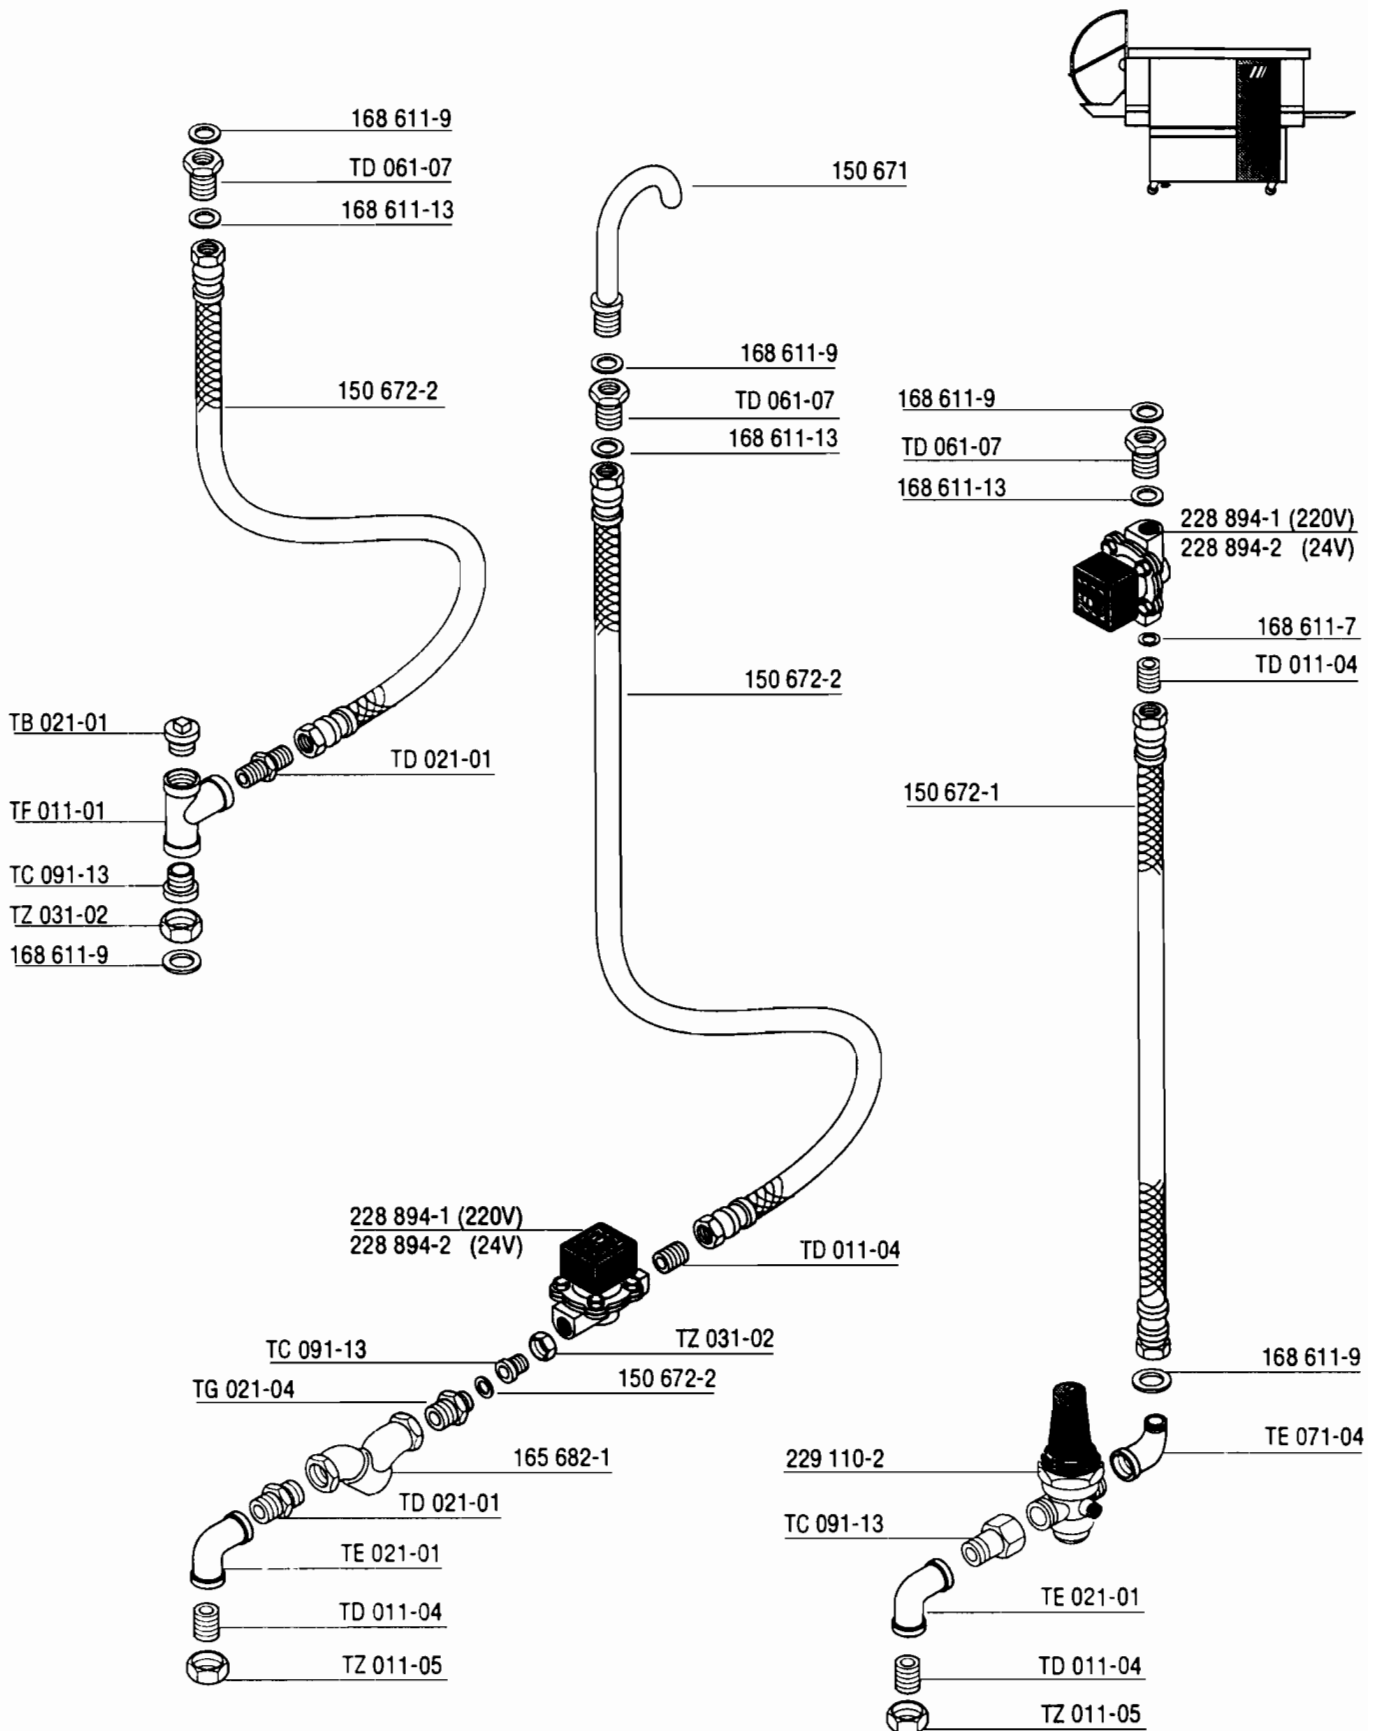 168 611-9
TD 061-07
168 611-13
150 672-2
TB 021-01
TD 021-01
TF 011-01
TC 091-13
TZ 031-02
168 611-9
150 671
168 611-9
TD 061-07
168 611-13
150 672-2
228 894-1 (220V)
228 894-2 (24V)
TD 011-04
TZ 031-02
TC 091-13
150 672-2
TG 021-04
165 682-1
TD 021-01
TE 021-01
TD 011-04
TZ 011-05
168 611-9
TD 061-07
168 611-13
228 894-1 (220V)
228 894-2 (24V)
168 611-7
TD 011-04
150 672-1
168 611-9
TE 071-04
229 110-2
TC 091-13
TE 021-01
TD 011-04
TZ 011-05